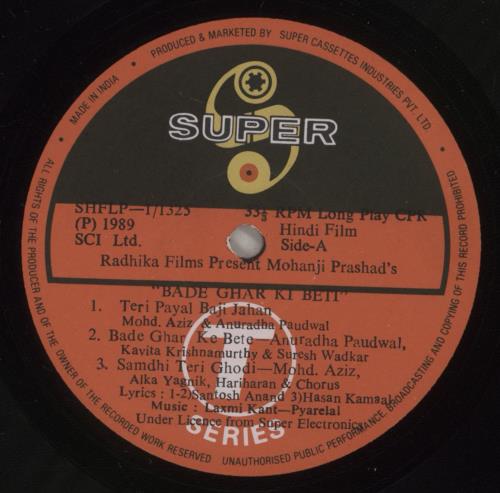 PRODUCED & MARKETED BY SUPER CASSETTES INDUSTRIES PVT. LTD.
MADE IN INDIA
SUPER
SHFLP—1/1325 33⅓ RPM Long Play CPR
(P) 1989 Hindi Film
SCI Ltd. Side-A
Radhika Films Present Mohanji Prashad's
"BADE GHAR KI BETI"
1. Teri Payal Baji Jahan
Mohd. Aziz & Anuradha Paudwal
2. Bade Ghar Ke Bete—Anuradha Paudwal,
Kavita Krishnamurthy & Suresh Wadkar
3. Samdhi Teri Ghodi—Mohd. Aziz,
Alka Yagnik, Hariharan & Chorus
Lyrics : 1-2)Santosh Anand 3)Hasan Kamaal
Music : Laxmi Kant—Pyarelal
Under Licence from Super Electronics
T
SERIES
ALL RIGHTS OF THE PRODUCER AND OF THE OWNER OF THE RECORDED WORK RESERVED
UNAUTHORISED PUBLIC PERFORMANCE, BROADCASTING AND COPYING OF THIS RECORD PROHIBITED